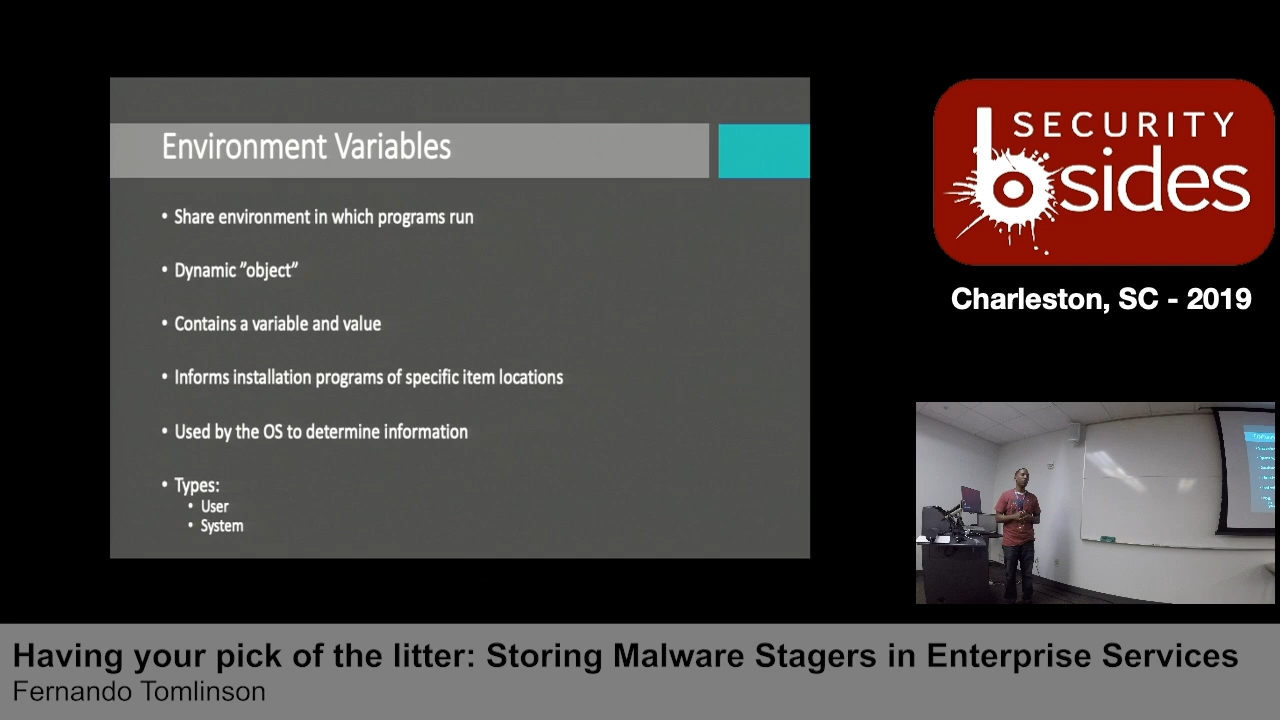 Environment Variables
• Share environment in which programs run
• Dynamic ”object”
• Contains a variable and value
• Informs installation programs of specific item locations
• Used by the OS to determine information
• Types:
• User
• System
SECURITY
bsides
Charleston, SC - 2019
Having your pick of the litter: Storing Malware Stagers in Enterprise Services
Fernando Tomlinson